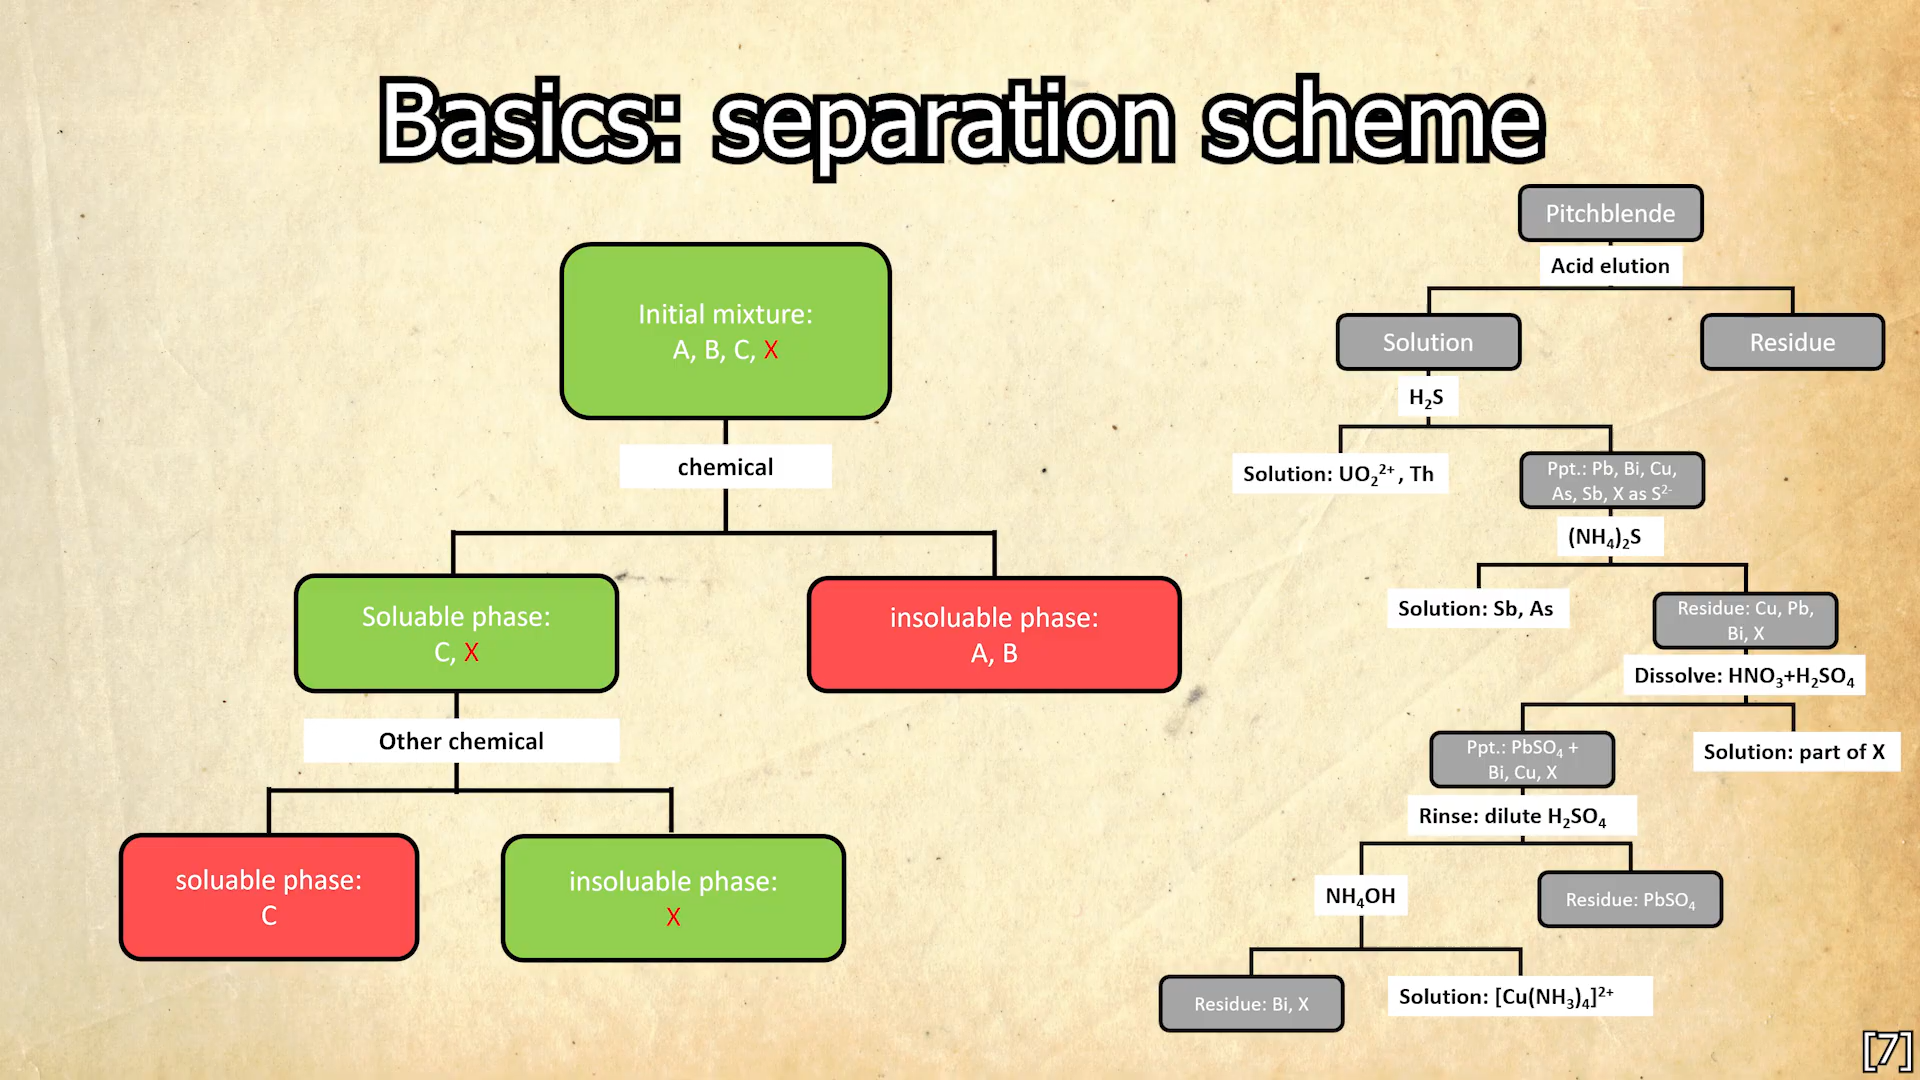 Basics: separation scheme
Initial mixture:
A, B, C, X
chemical
Soluable phase:
C, X
insoluable phase:
A, B
Other chemical
soluable phase:
C
insoluable phase:
X
Pitchblende
Acid elution
Solution
Residue
H₂S
Solution: UO₂²⁺ , Th
Ppt.: Pb, Bi, Cu,
As, Sb, X as S²⁻
(NH₄)₂S
Solution: Sb, As
Residue: Cu, Pb,
Bi, X
Dissolve: HNO₃+H₂SO₄
Ppt.: PbSO₄ +
Bi, Cu, X
Solution: part of X
Rinse: dilute H₂SO₄
NH₄OH
Residue: PbSO₄
Residue: Bi, X
Solution: [Cu(NH₃)₄]²⁺
[7]